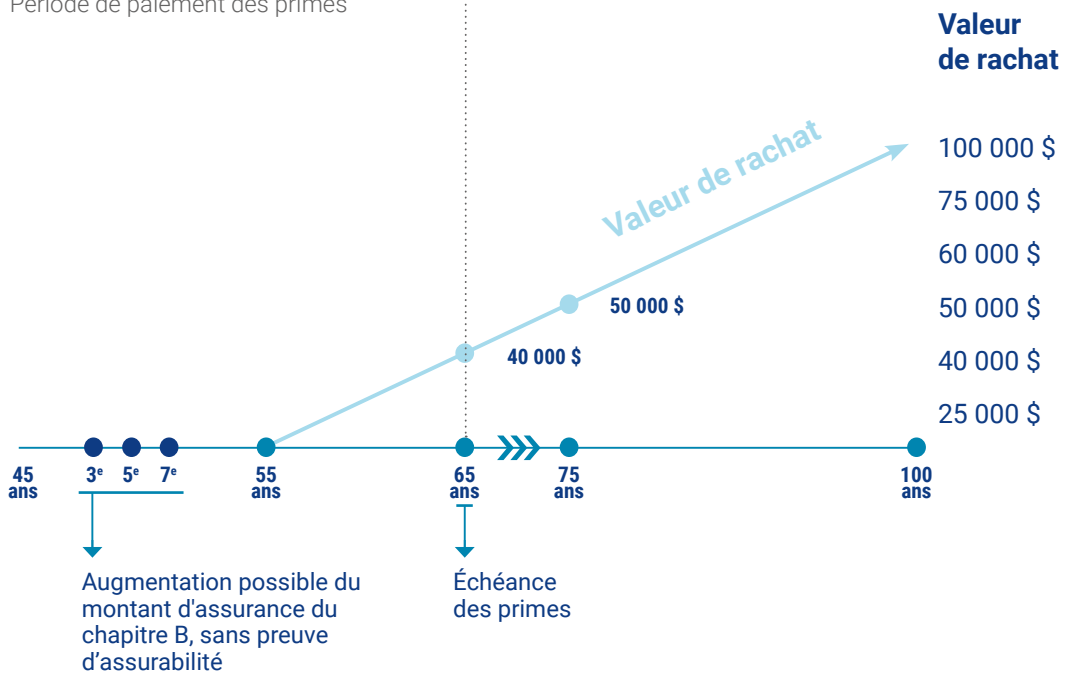 Période de paiement des primes
Valeur
de rachat
Valeur de rachat
100 000 $
75 000 $
60 000 $
50 000 $
40 000 $
25 000 $
50 000 $
40 000 $
45
ans
3e
5e
7e
55
ans
65
ans
75
ans
100
ans
Augmentation possible du
montant d'assurance du
chapitre B, sans preuve
d’assurabilité
Échéance
des primes